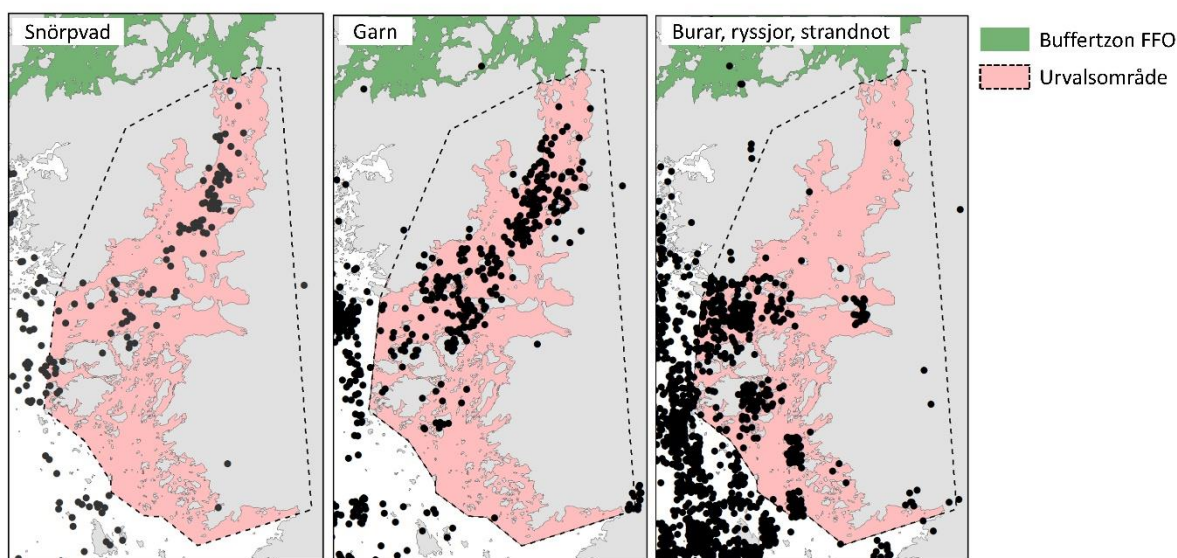 Snörpvad
Garn
Burar, ryssjor, strandnot
Buffertzon FFO
Urvalsområde